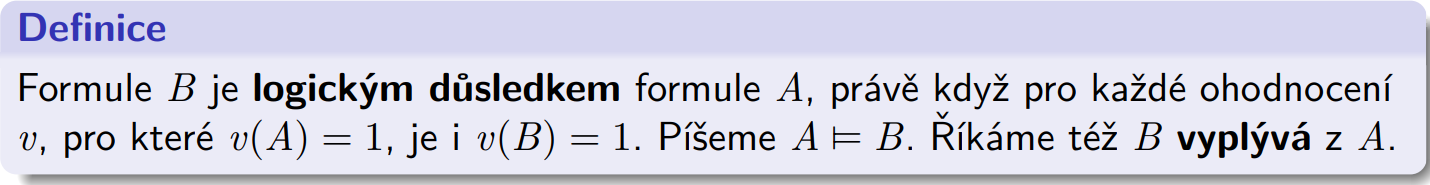 Definice
Formule B je logickým důsledkem formule A, právě když pro každé ohodnocení
v, pro které v(A) = 1, je i v(B) = 1. Píšeme A ⊨ B. Říkáme též B vyplývá z A.